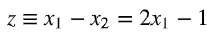 z ≡ x₁ − x₂ = 2x₁ − 1